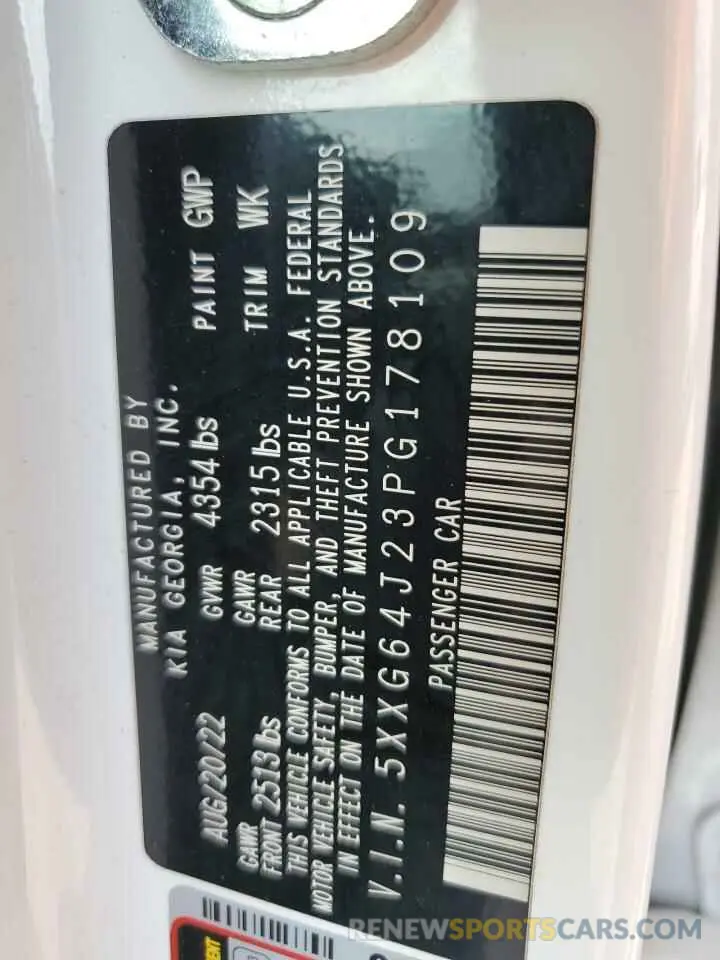 MANUFACTURED BY
KIA GEORGIA, INC.
AUG/20/22 GVWR 4354 lbs PAINT GWP
GAWR FRONT 2513 lbs GAWR REAR 2315 lbs TRIM WK
THIS VEHICLE CONFORMS TO ALL APPLICABLE U.S.A. FEDERAL
MOTOR VEHICLE SAFETY, BUMPER, AND THEFT PREVENTION STANDARDS
IN EFFECT ON THE DATE OF MANUFACTURE SHOWN ABOVE.
V.I.N. 5XXG64J23PG178109
PASSENGER CAR
RENEWSPORTSCARS.COM